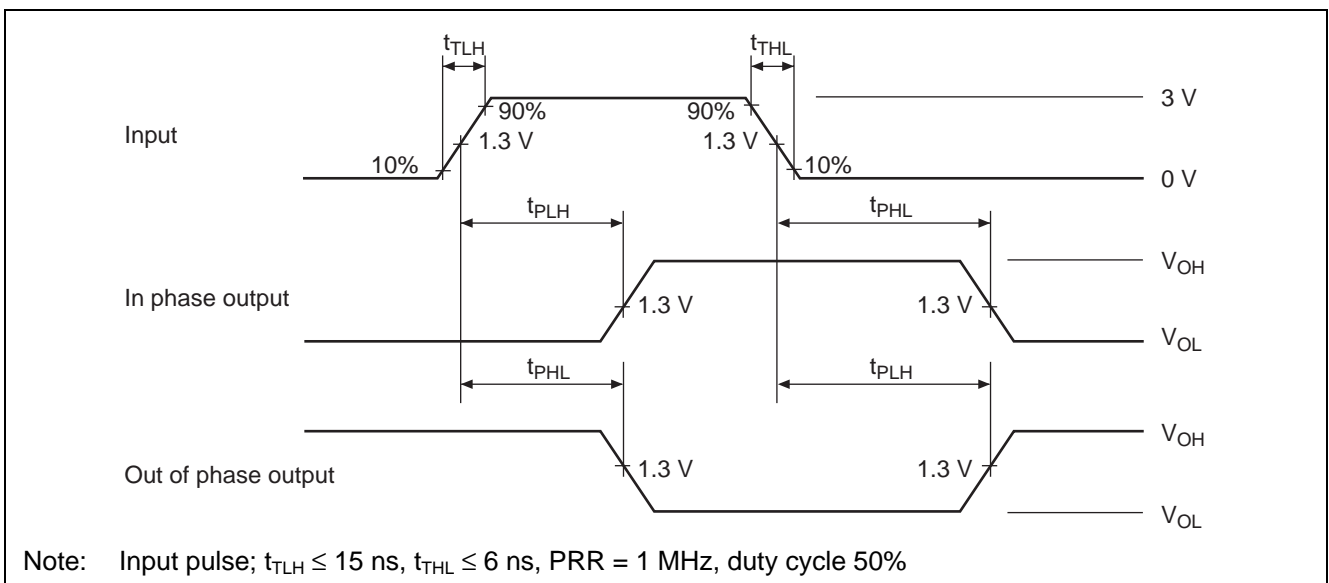 tTLH
tTHL
3 V
90%
90%
Input
1.3 V
1.3 V
10%
10%
0 V
tPLH
tPHL
VOH
In phase output
1.3 V
1.3 V
VOL
tPHL
tPLH
VOH
Out of phase output
1.3 V
1.3 V
VOL
Note: Input pulse; tTLH ≤ 15 ns, tTHL ≤ 6 ns, PRR = 1 MHz, duty cycle 50%